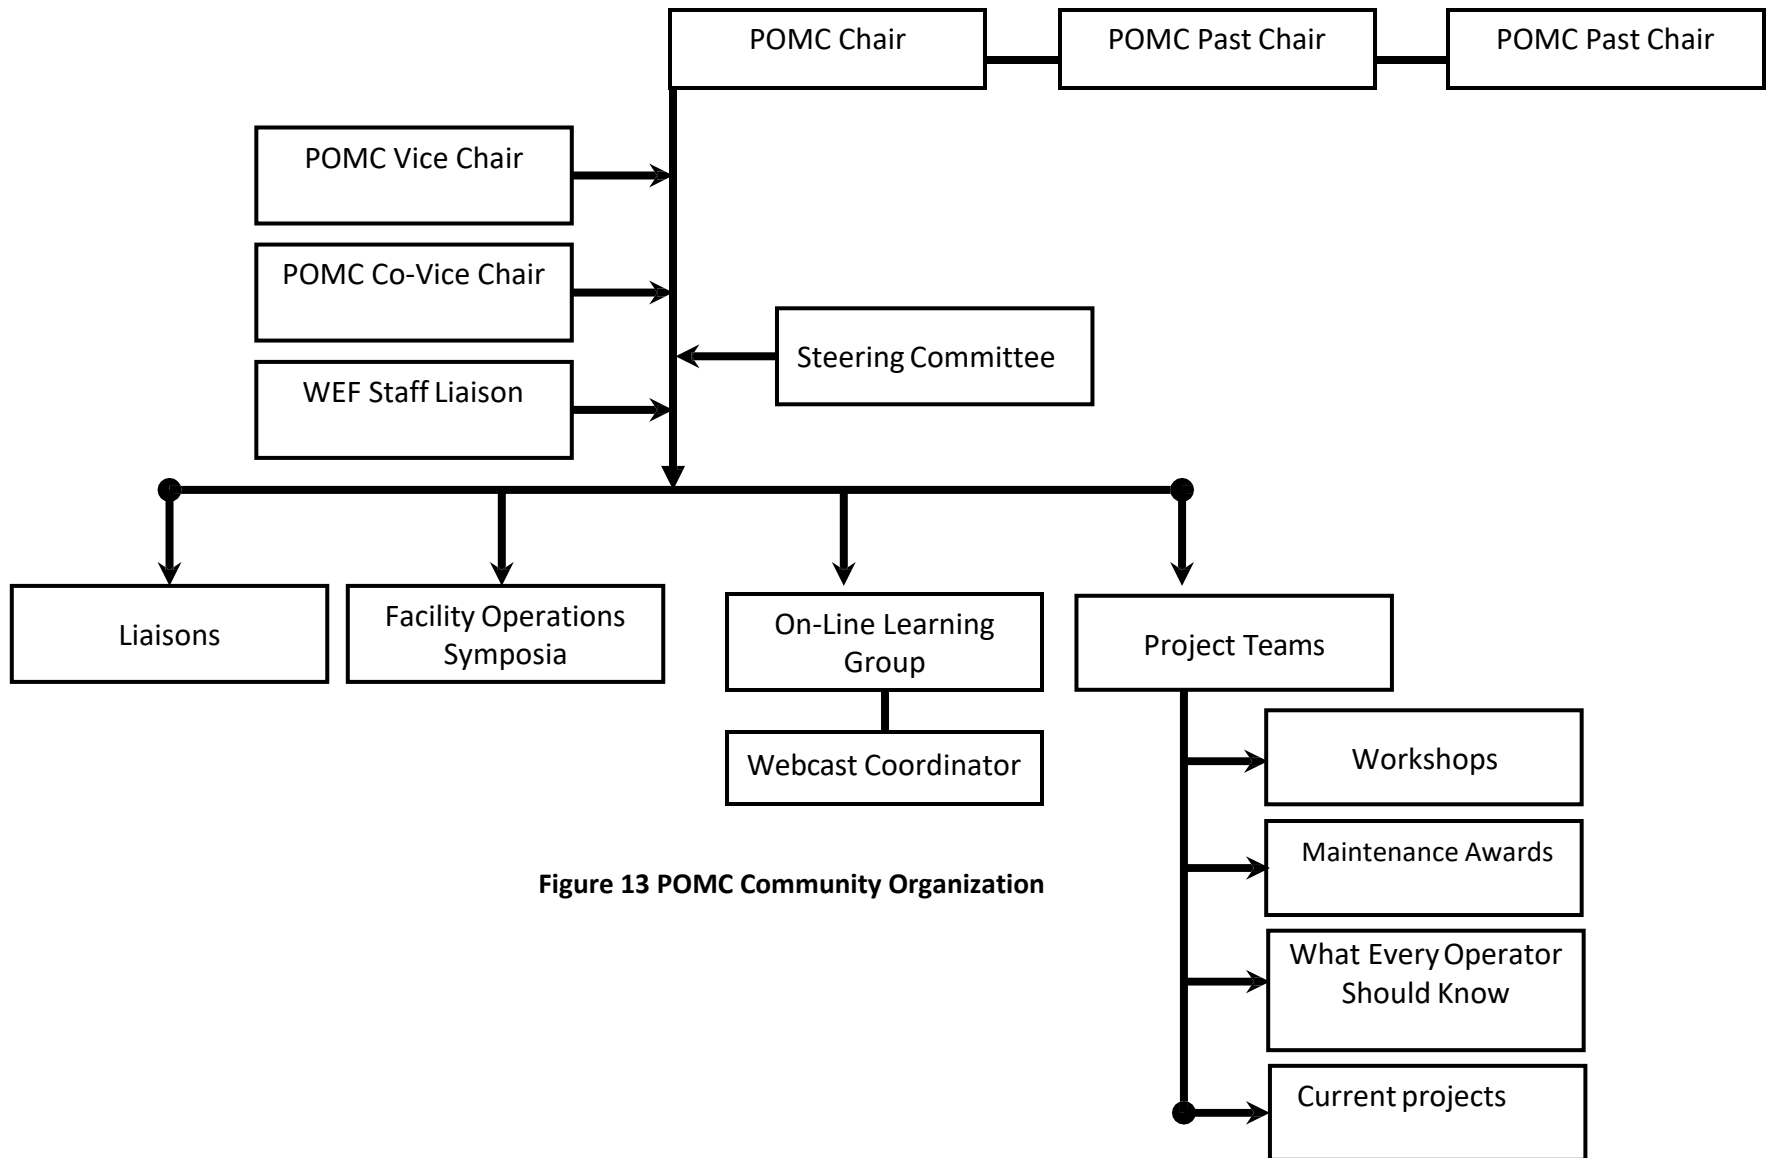 POMC Chair
POMC Past Chair
POMC Past Chair
POMC Vice Chair
POMC Co-Vice Chair
Steering Committee
WEF Staff Liaison
Liaisons
Facility Operations
Symposia
On-Line Learning
Group
Project Teams
Webcast Coordinator
Workshops
Maintenance Awards
Figure 13 POMC Community Organization
What Every Operator
Should Know
Current projects